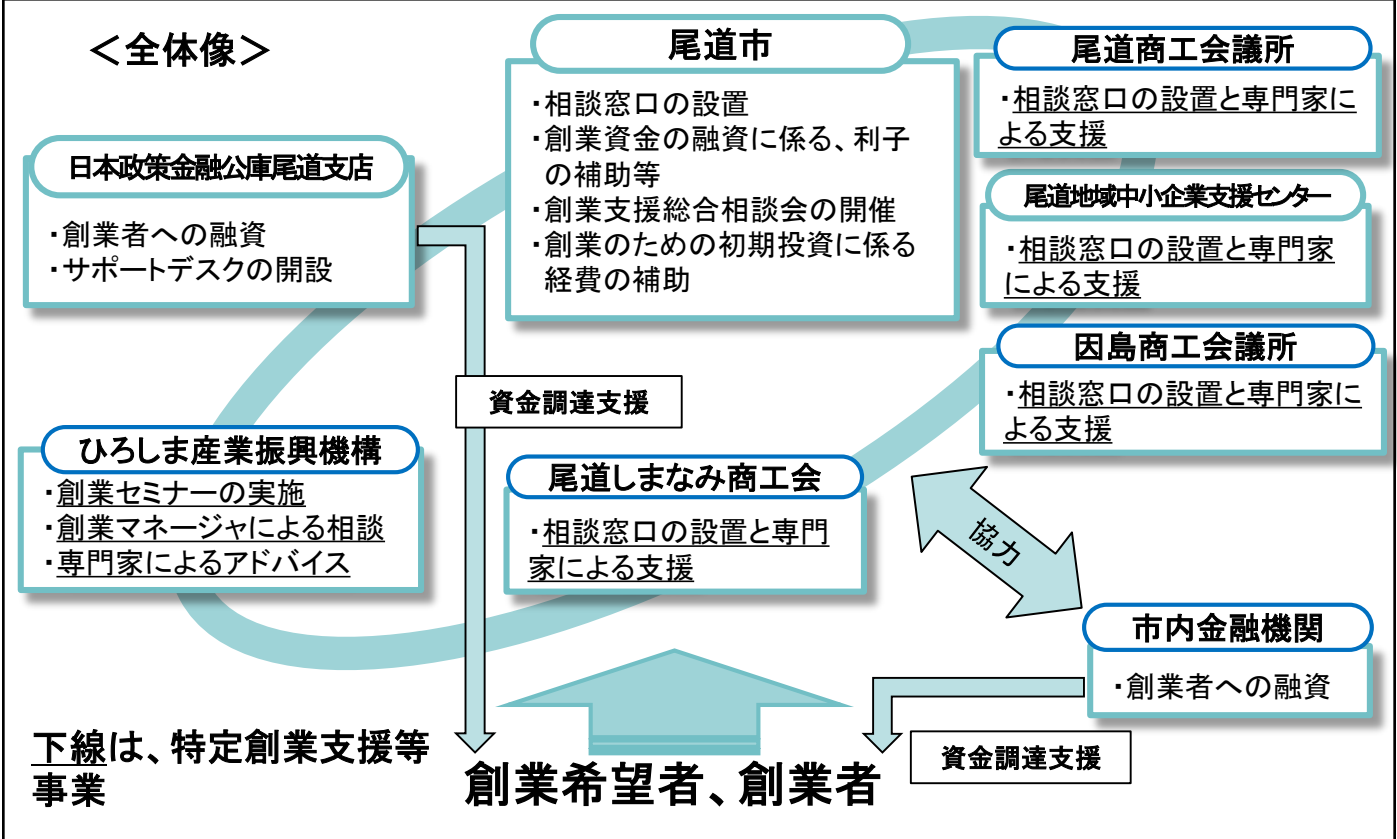 ＜全体像＞
尾道市
・相談窓口の設置
・創業資金の融資に係る、利子
の補助等
・創業支援総合相談会の開催
・創業のための初期投資に係る
経費の補助
尾道商工会議所
・相談窓口の設置と専門家に
よる支援
日本政策金融公庫尾道支店
・創業者への融資
・サポートデスクの開設
尾道地域中小企業支援センター
・相談窓口の設置と専門家
による支援
因島商工会議所
・相談窓口の設置と専門家に
よる支援
資金調達支援
ひろしま産業振興機構
・創業セミナーの実施
・創業マネージャによる相談
・専門家によるアドバイス
尾道しまなみ商工会
・相談窓口の設置と専門
家による支援
協力
市内金融機関
・創業者への融資
資金調達支援
下線は、特定創業支援等
事業
創業希望者、創業者